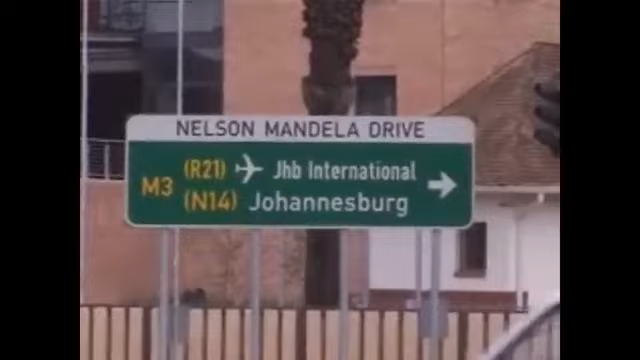 NELSON MANDELA DRIVE
M3
(R21) Jhb International
(N14) Johannesburg